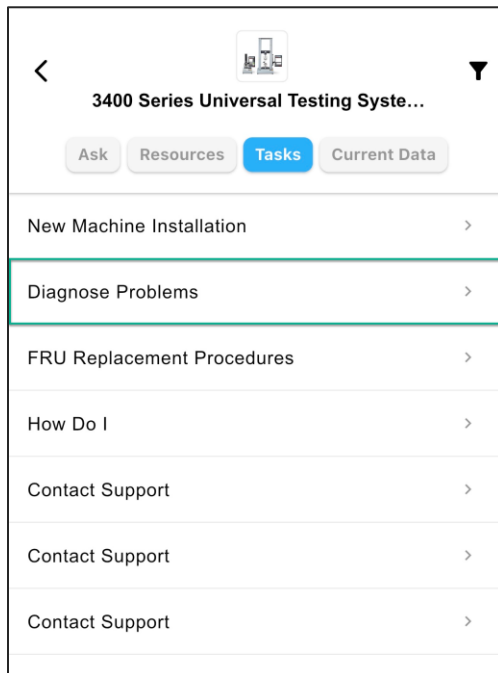 3400 Series Universal Testing Syste...
Ask Resources Tasks Current Data
New Machine Installation
Diagnose Problems
FRU Replacement Procedures
How Do I
Contact Support
Contact Support
Contact Support